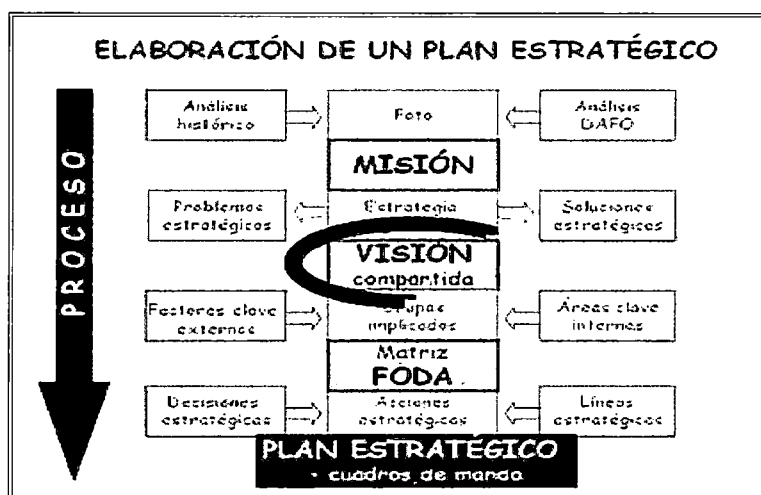 ELABORACIÓN DE UN PLAN ESTRATÉGICO
PROCESO
Análisis
histórico
Foto
Análisis
DAFO
MISIÓN
Problemas
estratégicos
Estrategia
Soluciones
estratégicas
VISIÓN
compartida
Factores clave
externos
Grupos
implicados
Áreas clave
internas
Matriz
FODA
Decisiones
estratégicas
Acciones
estratégicas
Líneas
estratégicas
PLAN ESTRATÉGICO
+ cuadros de mando